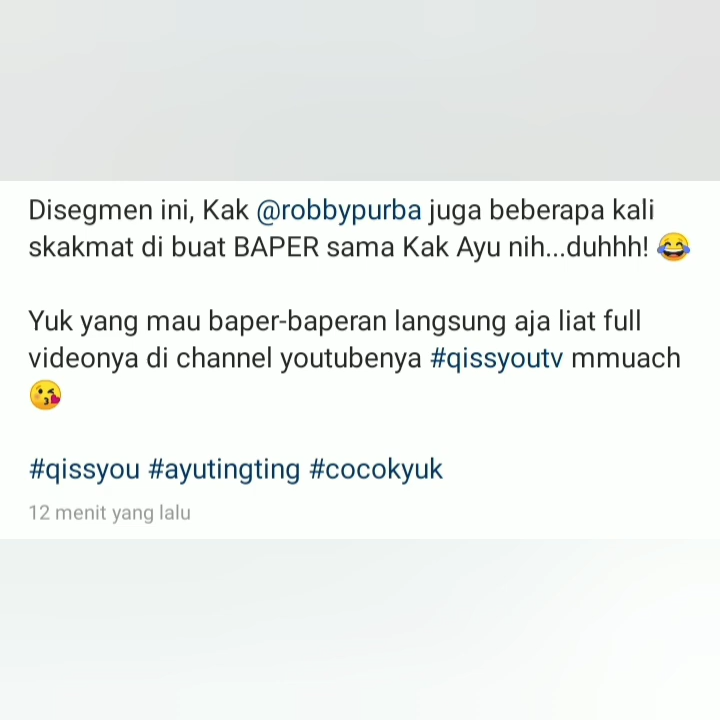 Disegmen ini, Kak @robbypurba juga beberapa kali
skakmat di buat BAPER sama Kak Ayu nih...duhhh! 😂
Yuk yang mau baper-baperan langsung aja liat full
videonya di channel youtubenya #qissyoutv mmuach
😘
#qissyou #ayutingting #cocokyuk
12 menit yang lalu